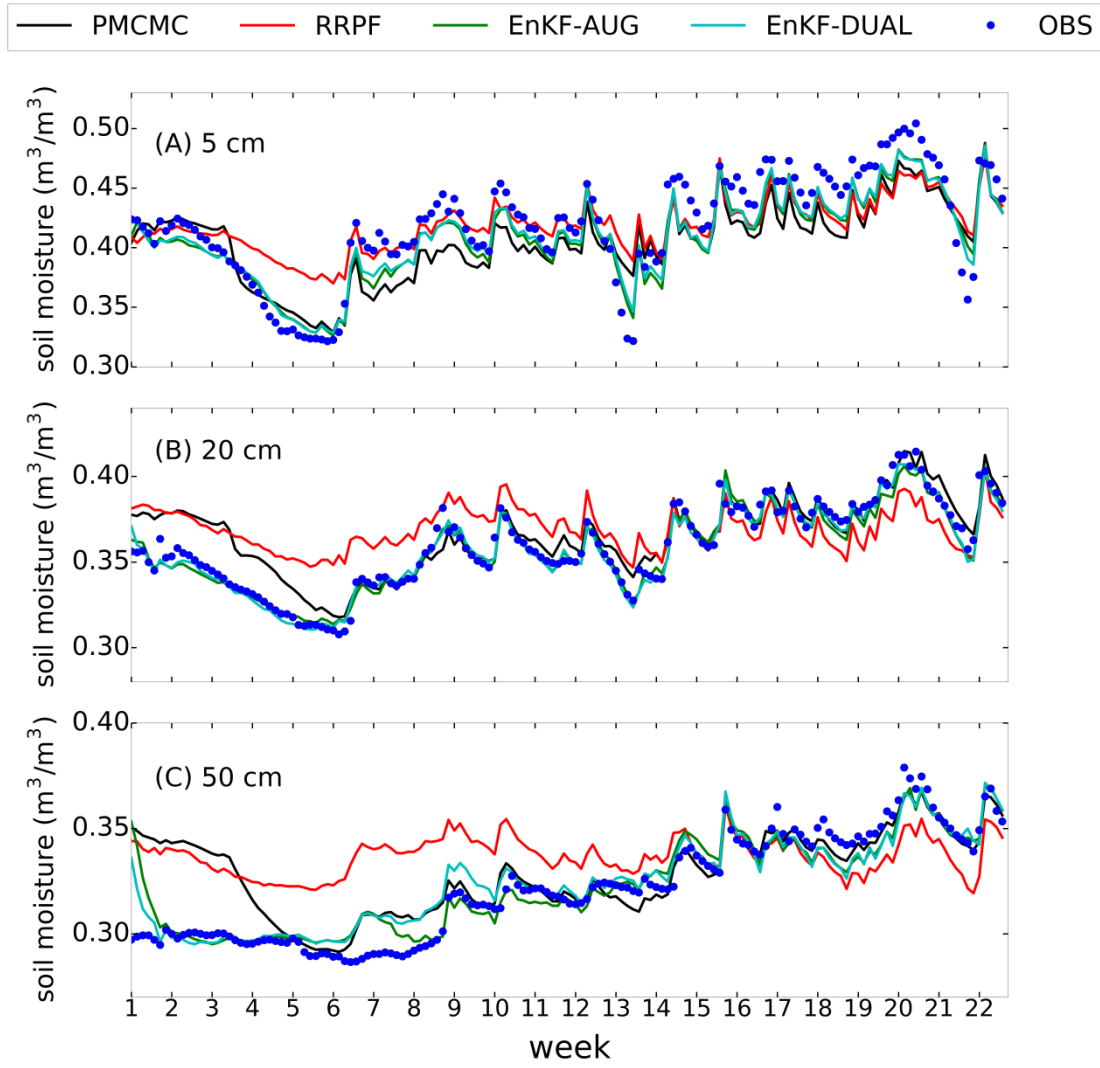 PMCMC RRPF EnKF-AUG EnKF-DUAL OBS
soil moisture (m³/m³)
0.50
0.45
0.40
0.35
0.30
(A) 5 cm
soil moisture (m³/m³)
0.40
0.35
0.30
(B) 20 cm
soil moisture (m³/m³)
0.40
0.35
0.30
(C) 50 cm
1 2 3 4 5 6 7 8 9 10 11 12 13 14 15 16 17 18 19 20 21 22
week